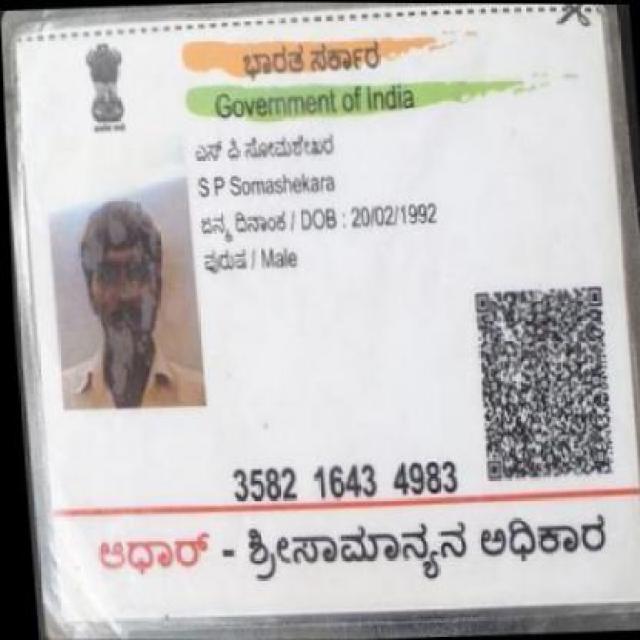 ಭಾರತ ಸರ್ಕಾರ
Government of India
ಎಸ್ ಪಿ ಸೋಮಶೇಖರ
S P Somashekara
ಜನ್ಮ ದಿನಾಂಕ / DOB : 20/02/1992
ಪುರುಷ / Male
3582 1643 4983
ಆಧಾರ್ - ಶ್ರೀಸಾಮಾನ್ಯನ ಅಧಿಕಾರ